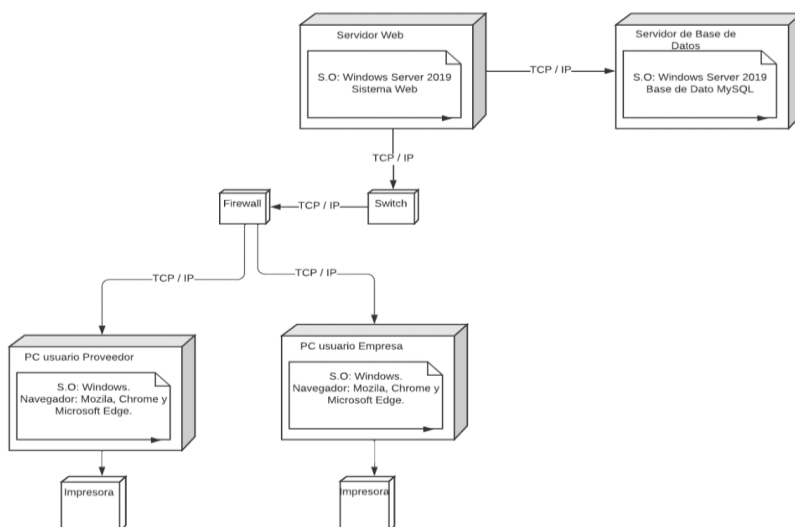 Servidor Web
S.O: Windows Server 2019
Sistema Web
TCP / IP
Servidor de Base de
Datos
S.O: Windows Server 2019
Base de Dato MySQL
TCP / IP
Firewall
TCP / IP
Switch
TCP / IP
TCP / IP
PC usuario Proveedor
S.O: Windows.
Navegador: Mozila, Chrome y
Microsoft Edge.
PC usuario Empresa
S.O: Windows.
Navegador: Mozila, Chrome y
Microsoft Edge.
Impresora
Impresora